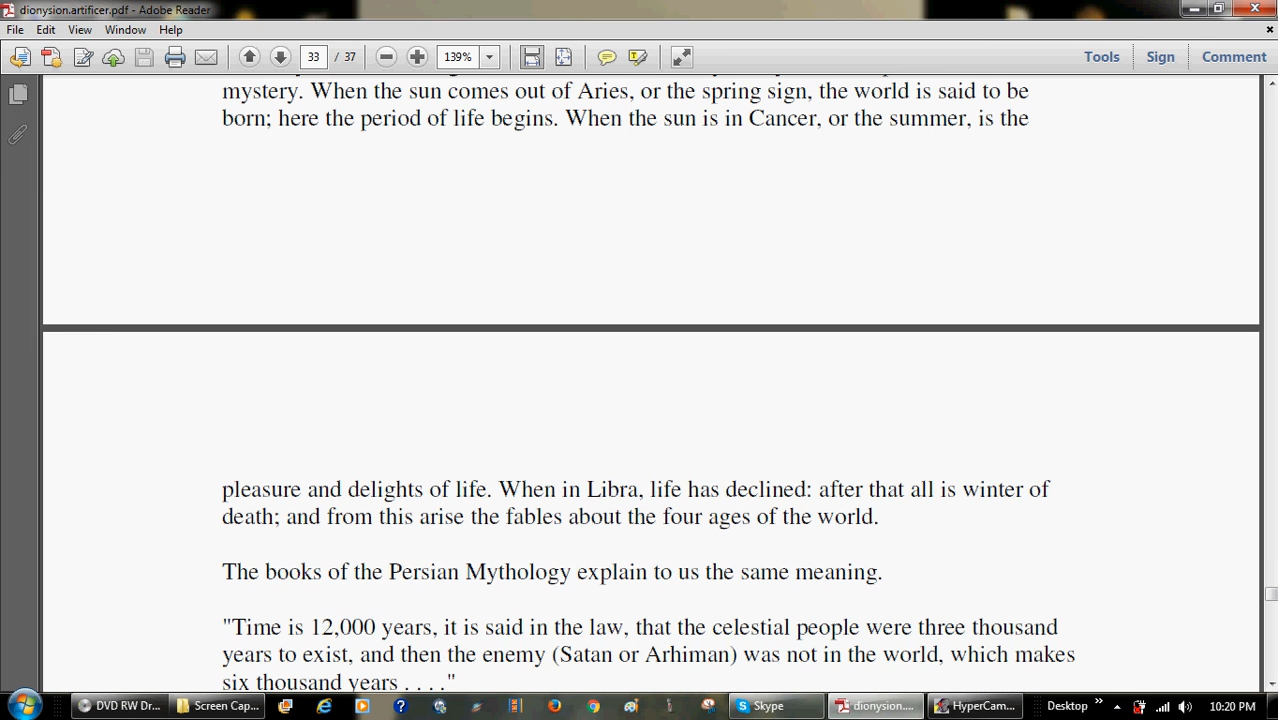 dionysion.artificer.pdf - Adobe Reader
File Edit View Window Help
33 / 37 139% Tools Sign Comment
mystery. When the sun comes out of Aries, or the spring sign, the world is said to be
born; here the period of life begins. When the sun is in Cancer, or the summer, is the
pleasure and delights of life. When in Libra, life has declined: after that all is winter of
death; and from this arise the fables about the four ages of the world.
The books of the Persian Mythology explain to us the same meaning.
"Time is 12,000 years, it is said in the law, that the celestial people were three thousand
years to exist, and then the enemy (Satan or Arhiman) was not in the world, which makes
six thousand years . . . ."
DVD RW Dr... Screen Cap... Skype dionysion.... HyperCam... Desktop 10:20 PM